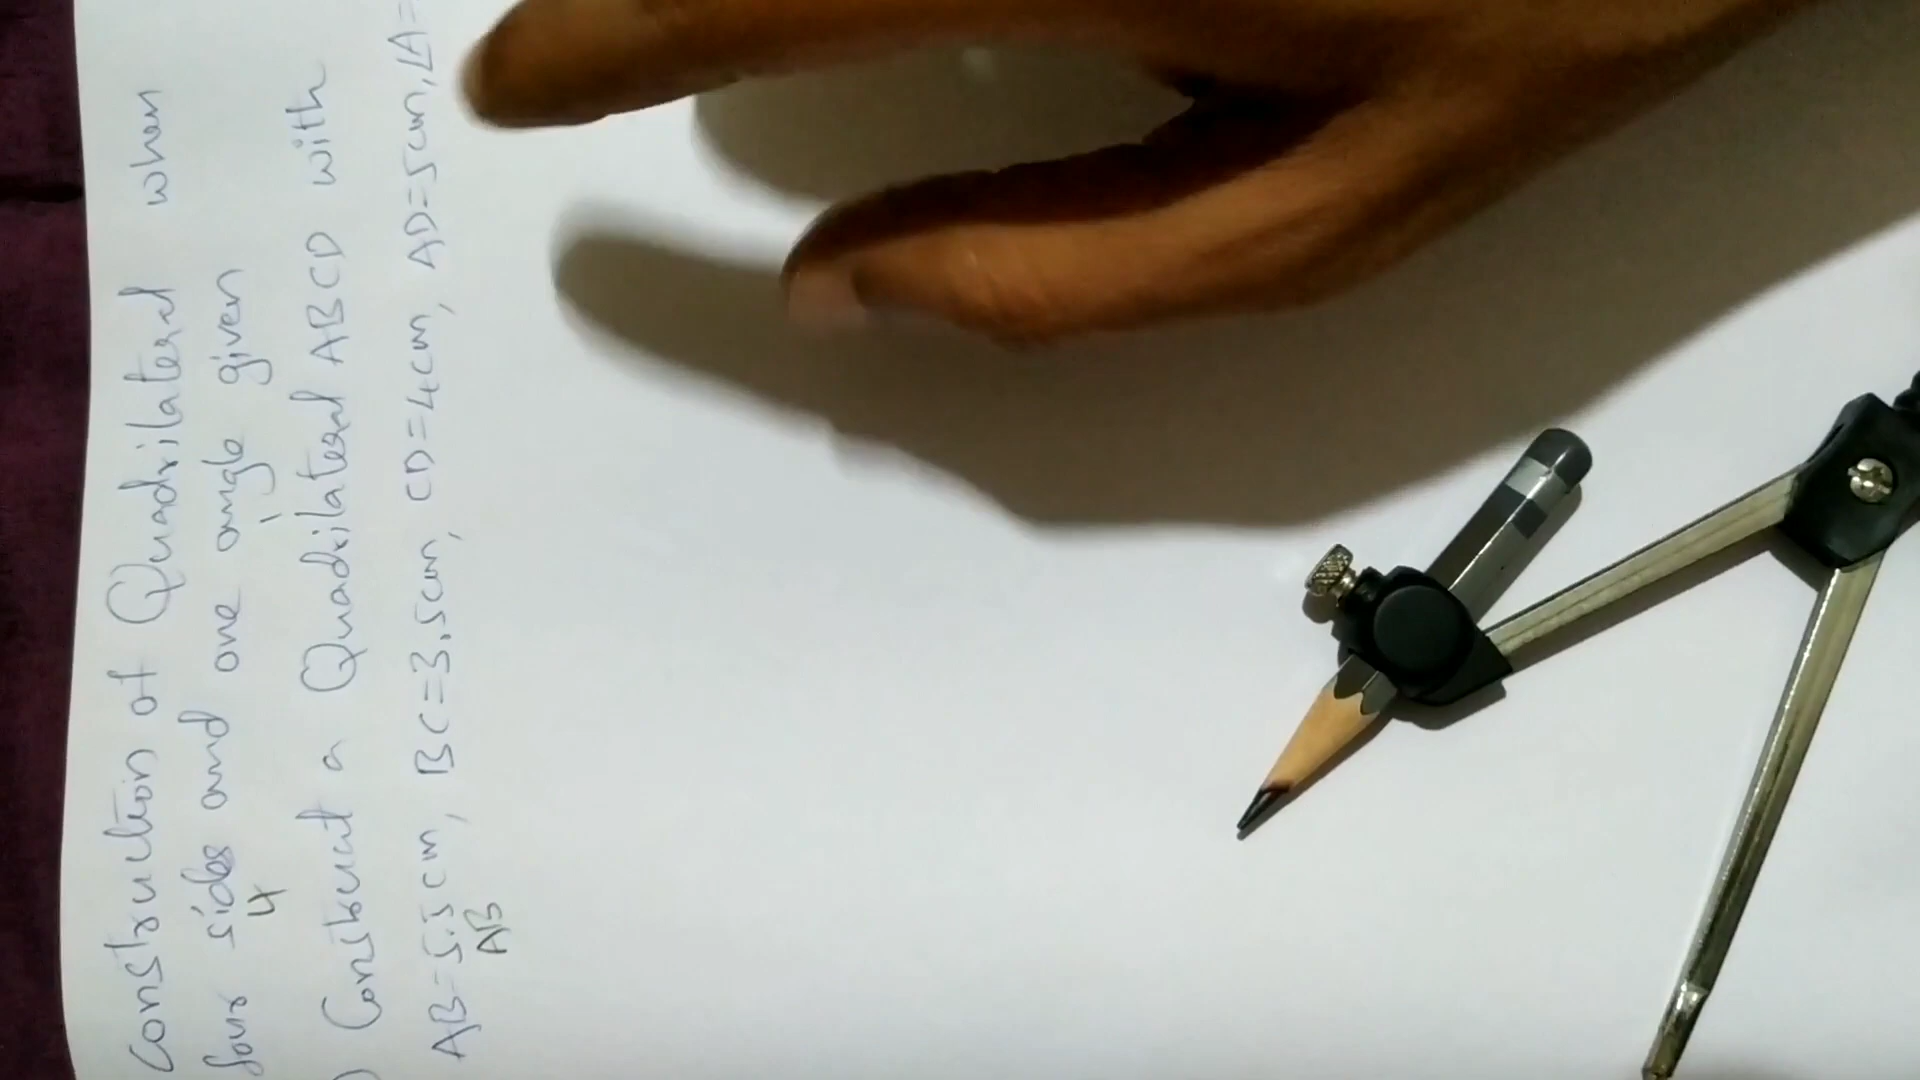 Construction of Quadrilateral when
four sides and one angle given
4 1
) Construct a Quadrilateral ABCD with
AB=5.5cm, BC=3.5cm, CD=4cm, AD=5cm, ∠A=
AB